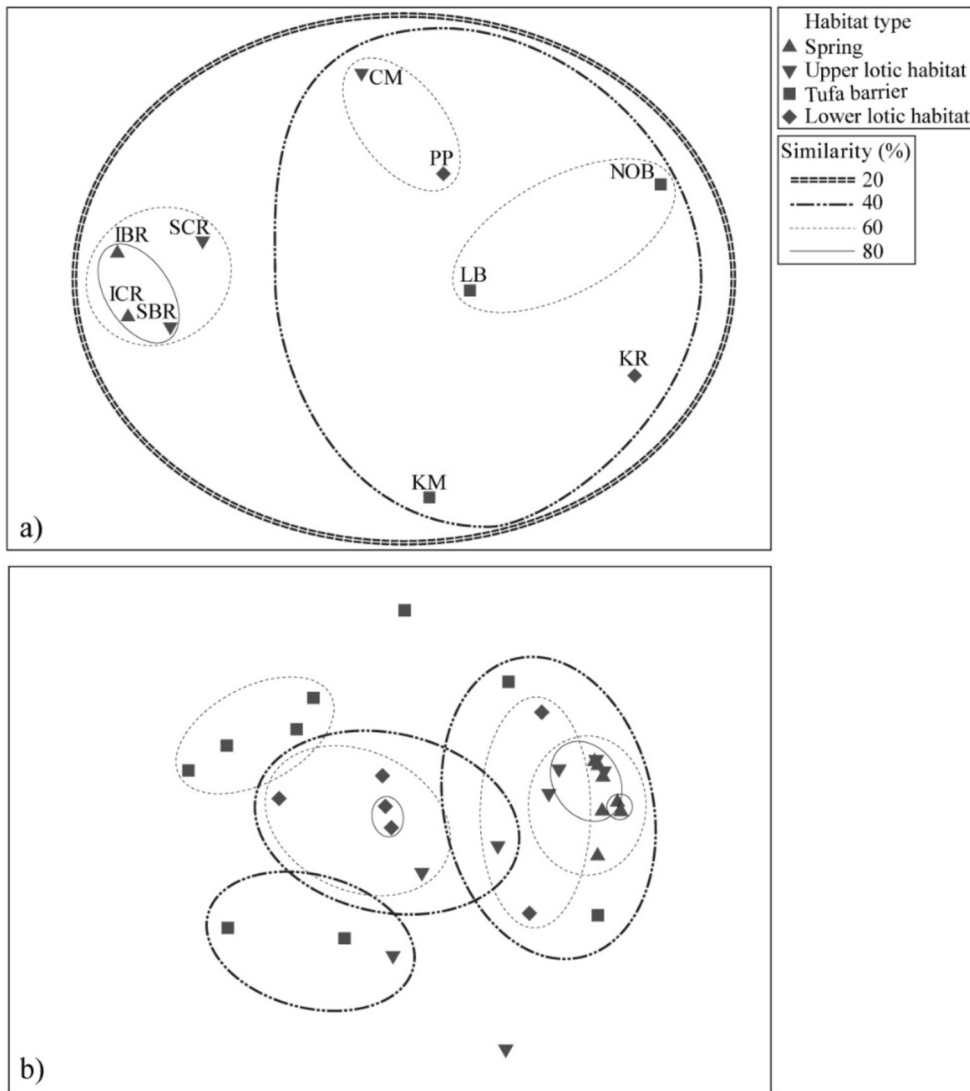 Habitat type
Spring
Upper lotic habitat
Tufa barrier
Lower lotic habitat
Similarity (%)
20
40
60
80
CM
PP
NOB
IBR
SCR
LB
ICR
SBR
KR
KM
a)
b)